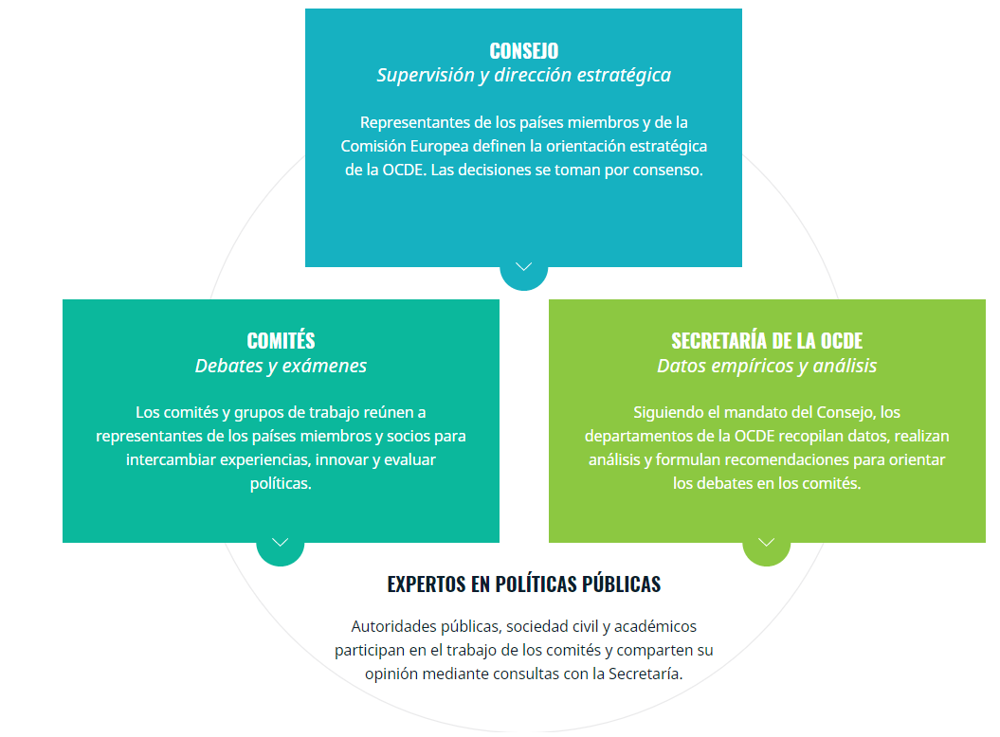 CONSEJO
Supervisión y dirección estratégica
Representantes de los países miembros y de la
Comisión Europea definen la orientación estratégica
de la OCDE. Las decisiones se toman por consenso.
COMITÉS
Debates y exámenes
Los comités y grupos de trabajo reúnen a
representantes de los países miembros y socios para
intercambiar experiencias, innovar y evaluar
políticas.
SECRETARÍA DE LA OCDE
Datos empíricos y análisis
Siguiendo el mandato del Consejo, los
departamentos de la OCDE recopilan datos, realizan
análisis y formulan recomendaciones para orientar
los debates en los comités.
EXPERTOS EN POLÍTICAS PÚBLICAS
Autoridades públicas, sociedad civil y académicos
participan en el trabajo de los comités y comparten su
opinión mediante consultas con la Secretaría.